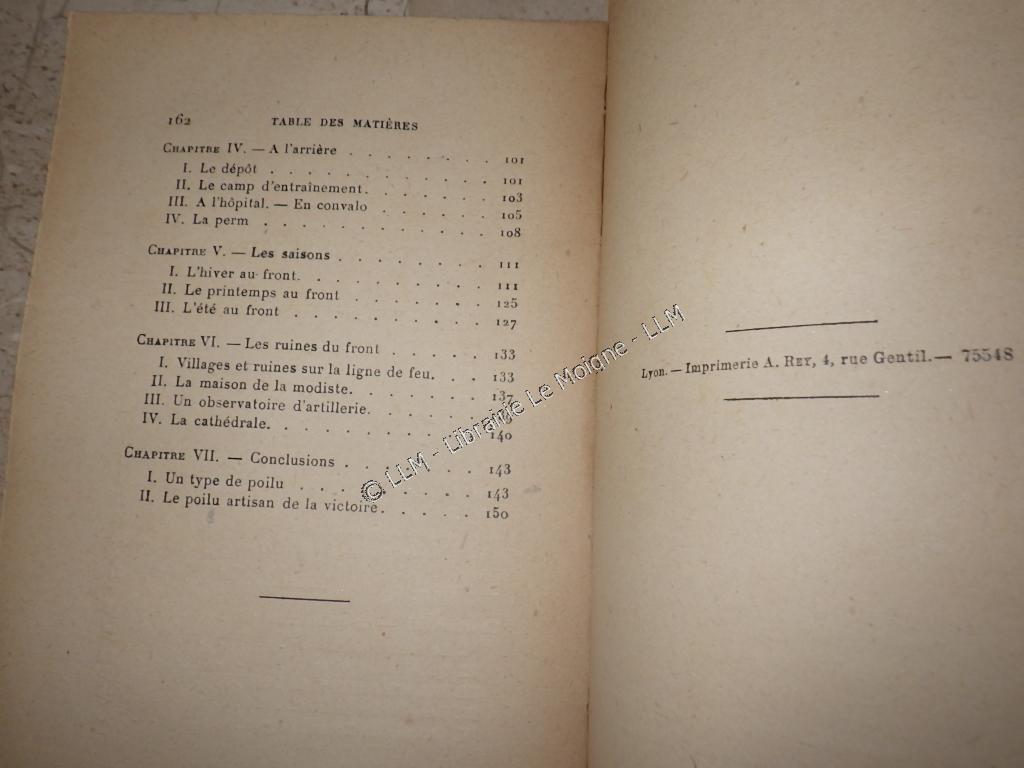 162 TABLE DES MATIÈRES
CHAPITRE IV. — A l'arrière . . . . . . . . 101
I. Le dépôt . . . . . . . . . . . . 101
II. Le camp d'entraînement. . . . . . . 103
III. A l'hôpital. — En convalo . . . . . . 105
IV. La perm . . . . . . . . . . . . 108
CHAPITRE V. — Les saisons . . . . . . . . 111
I. L'hiver au front. . . . . . . . . . 111
II. Le printemps au front . . . . . . . 125
III. L'été au front . . . . . . . . . . 127
CHAPITRE VI. — Les ruines du front . . . . . 133
I. Villages et ruines sur la ligne de feu. . . 133
II. La maison de la modiste. . . . . . . 137
III. Un observatoire d'artillerie. . . . . .
IV. La cathédrale. . . . . . . . . . . 140
CHAPITRE VII. — Conclusions . . . . . . . 143
I. Un type de poilu . . . . . . . . . 143
II. Le poilu artisan de la victoire. . . . . 150
Lyon. — Imprimerie A. REY, 4, rue Gentil. — 75548
© LLM - Librairie Le Moigne - LLM